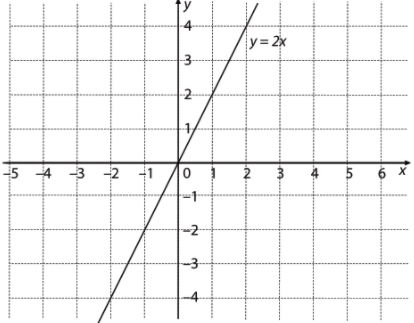 y
4
y = 2x
3
2
1
–5 –4 –3 –2 –1 0 1 2 3 4 5 6 x
–1
–2
–3
–4